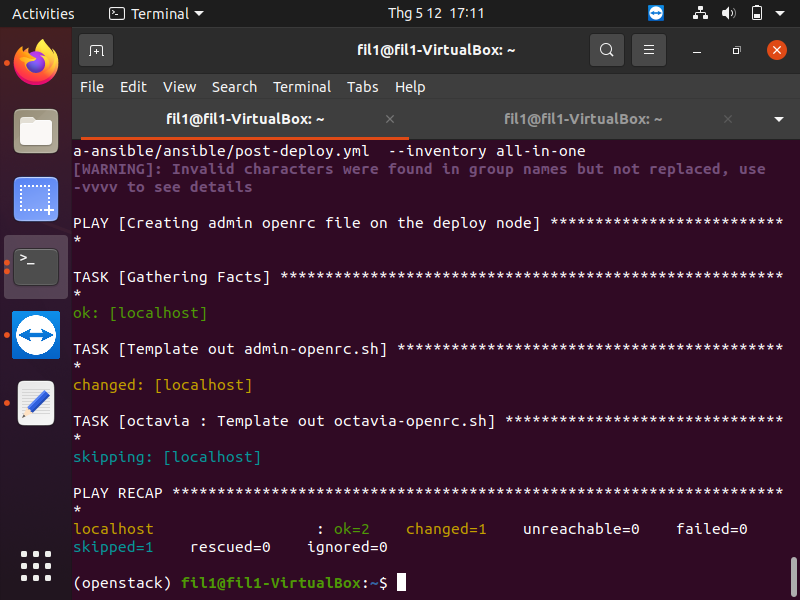 Activities Terminal Thg 5 12 17:11
fil1@fil1-VirtualBox: ~
File Edit View Search Terminal Tabs Help
fil1@fil1-VirtualBox: ~ fil1@fil1-VirtualBox: ~
a-ansible/ansible/post-deploy.yml  --inventory all-in-one
[WARNING]: Invalid characters were found in group names but not replaced, use
-vvvv to see details
PLAY [Creating admin openrc file on the deploy node] **************************
*
TASK [Gathering Facts] ********************************************************
*
ok: [localhost]
TASK [Template out admin-openrc.sh] *******************************************
*
changed: [localhost]
TASK [octavia : Template out octavia-openrc.sh] *******************************
*
skipping: [localhost]
PLAY RECAP ********************************************************************
*
localhost                  : ok=2    changed=1    unreachable=0    failed=0
skipped=1    rescued=0    ignored=0
(openstack) fil1@fil1-VirtualBox:~$